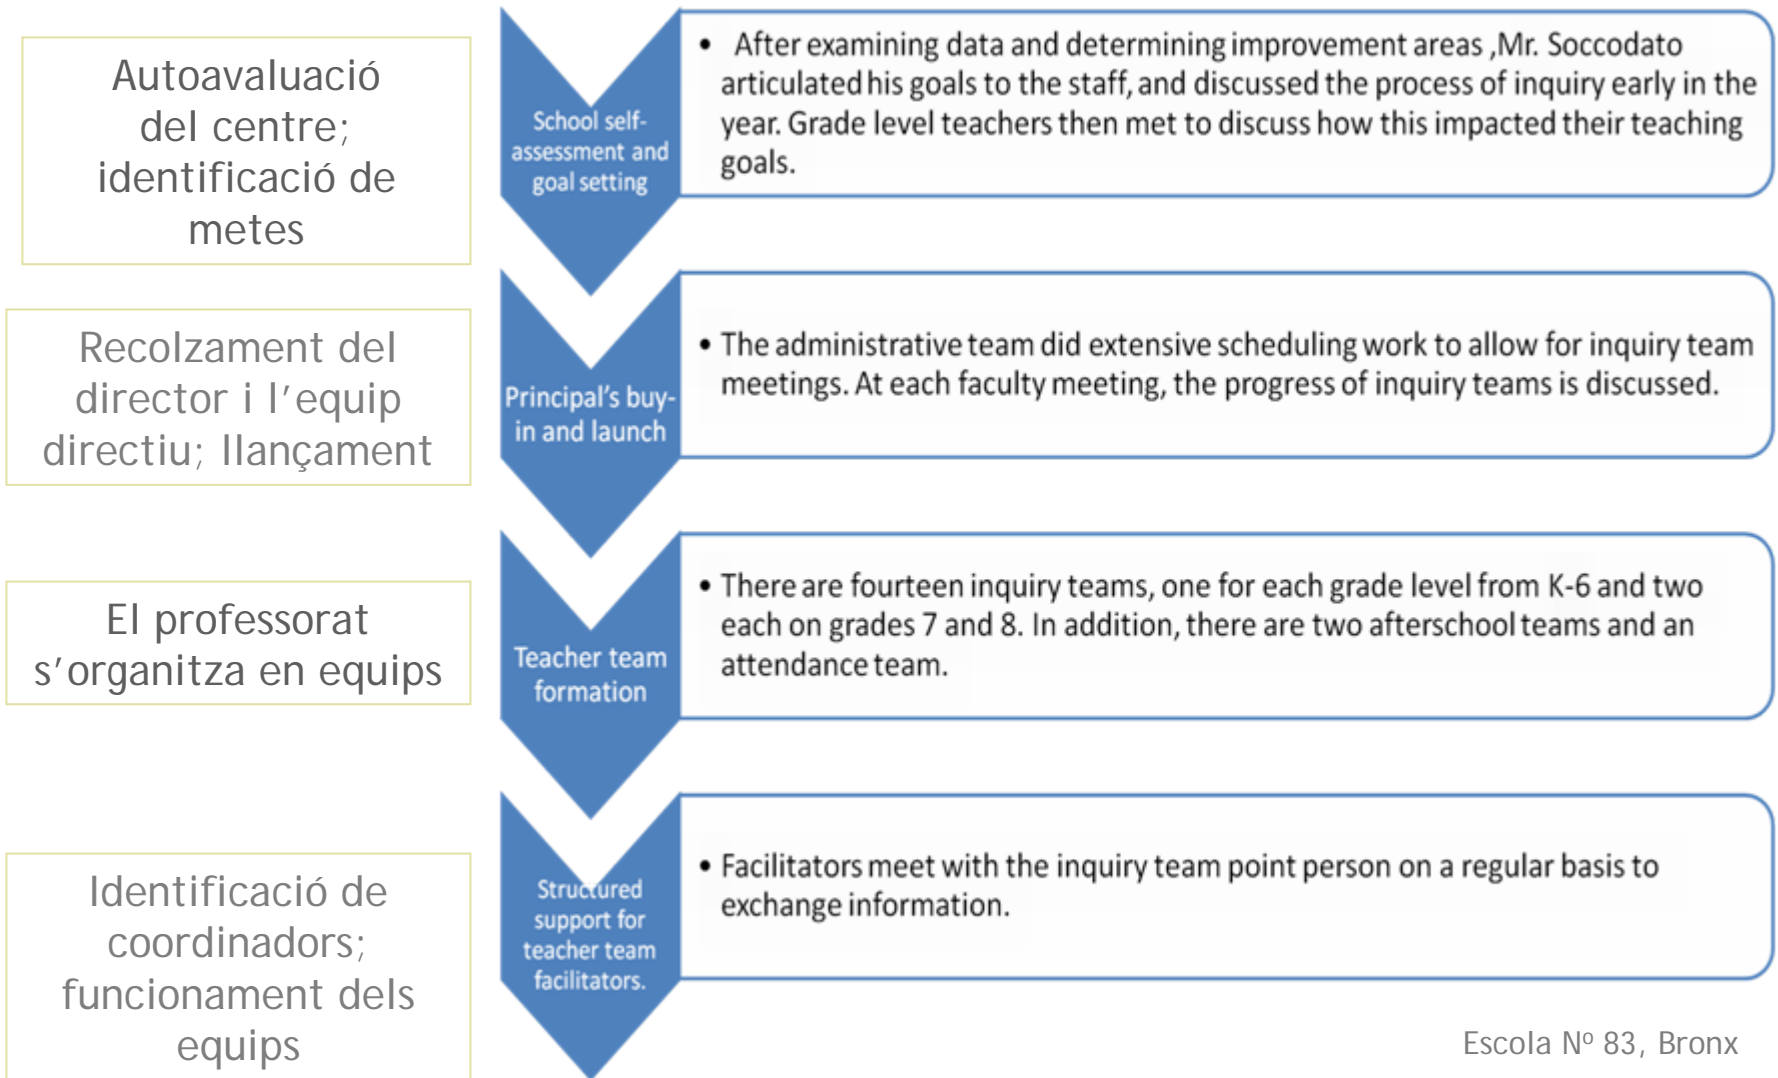 Autoavaluació
del centre;
identificació de
metes
School self-
assessment and
goal setting
• After examining data and determining improvement areas ,Mr. Soccodato
articulated his goals to the staff, and discussed the process of inquiry early in the
year. Grade level teachers then met to discuss how this impacted their teaching
goals.
Recolzament del
director i l'equip
directiu; llançament
Principal's buy-
in and launch
• The administrative team did extensive scheduling work to allow for inquiry team
meetings. At each faculty meeting, the progress of inquiry teams is discussed.
El professorat
s'organitza en equips
Teacher team
formation
• There are fourteen inquiry teams, one for each grade level from K-6 and two
each on grades 7 and 8. In addition, there are two afterschool teams and an
attendance team.
Identificació de
coordinadors;
funcionament dels
equips
Structured
support for
teacher team
facilitators.
• Facilitators meet with the inquiry team point person on a regular basis to
exchange information.
Escola Nº 83, Bronx